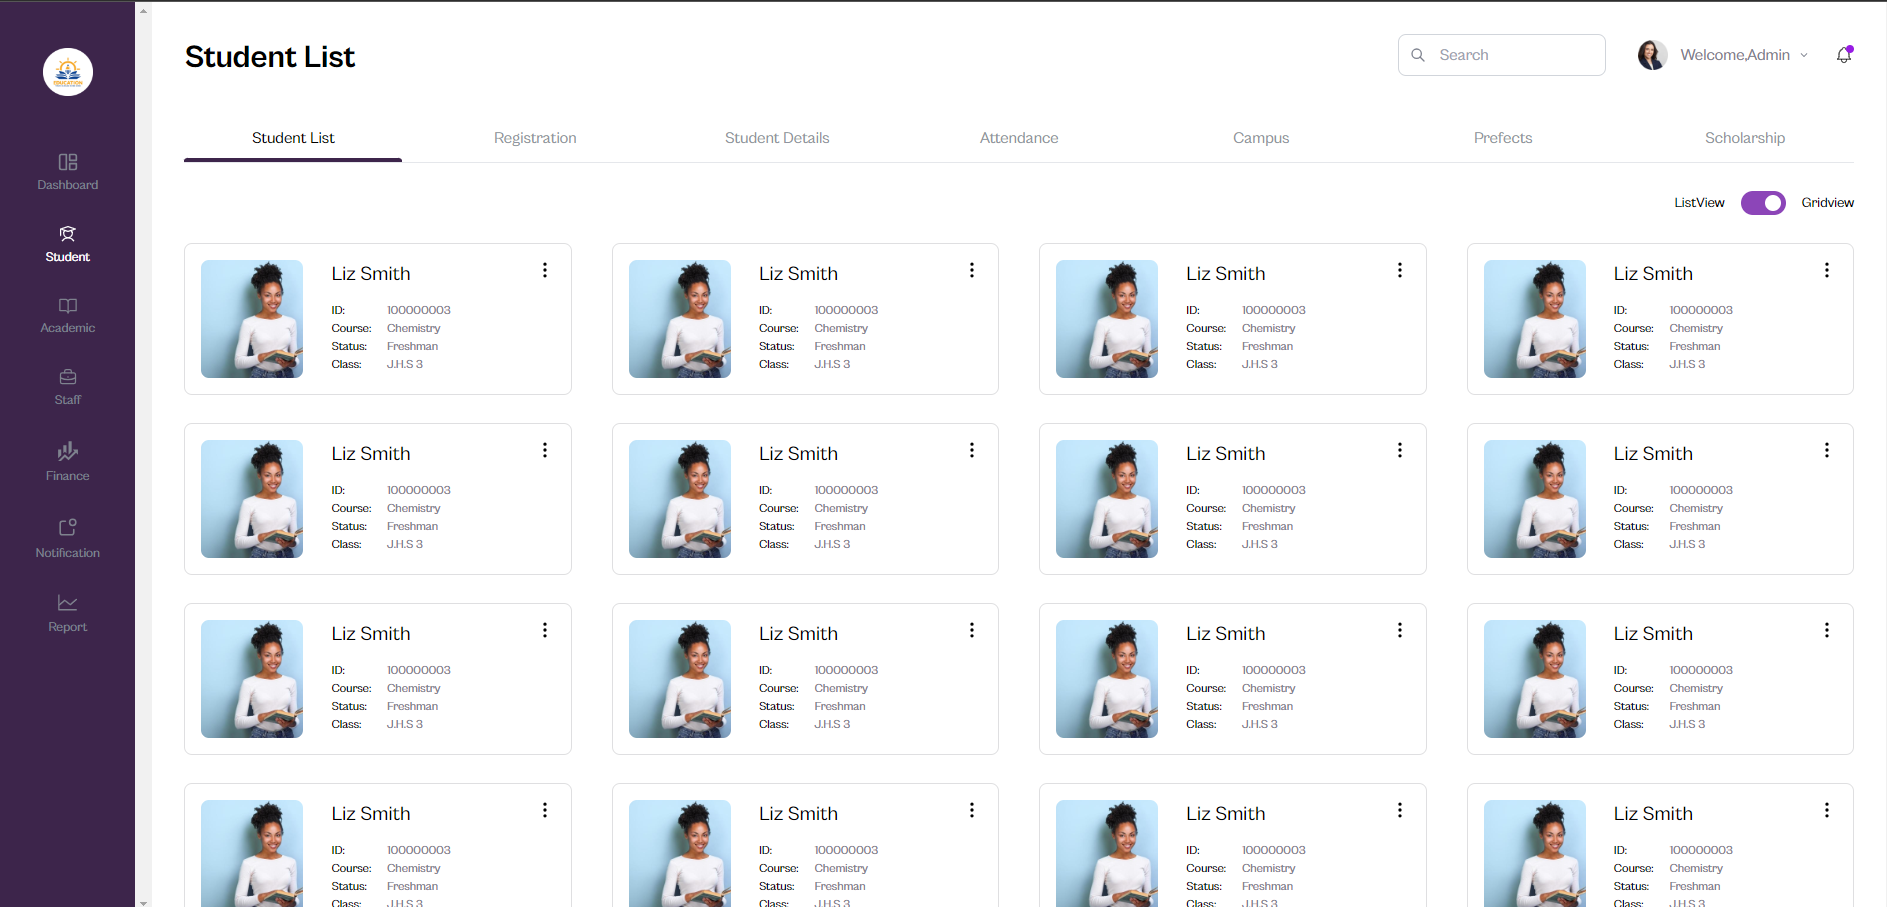 EDUCATION
Dashboard
Student
Academic
Staff
Finance
Notification
Report
Student List
Search
Welcome,Admin
Student List Registration Student Details Attendance Campus Prefects Scholarship
ListView Gridview
Liz Smith Liz Smith Liz Smith Liz Smith
ID: 100000003 ID: 100000003 ID: 100000003 ID: 100000003
Course: Chemistry Course: Chemistry Course: Chemistry Course: Chemistry
Status: Freshman Status: Freshman Status: Freshman Status: Freshman
Class: J.H.S 3 Class: J.H.S 3 Class: J.H.S 3 Class: J.H.S 3
Liz Smith Liz Smith Liz Smith Liz Smith
ID: 100000003 ID: 100000003 ID: 100000003 ID: 100000003
Course: Chemistry Course: Chemistry Course: Chemistry Course: Chemistry
Status: Freshman Status: Freshman Status: Freshman Status: Freshman
Class: J.H.S 3 Class: J.H.S 3 Class: J.H.S 3 Class: J.H.S 3
Liz Smith Liz Smith Liz Smith Liz Smith
ID: 100000003 ID: 100000003 ID: 100000003 ID: 100000003
Course: Chemistry Course: Chemistry Course: Chemistry Course: Chemistry
Status: Freshman Status: Freshman Status: Freshman Status: Freshman
Class: J.H.S 3 Class: J.H.S 3 Class: J.H.S 3 Class: J.H.S 3
Liz Smith Liz Smith Liz Smith Liz Smith
ID: 100000003 ID: 100000003 ID: 100000003 ID: 100000003
Course: Chemistry Course: Chemistry Course: Chemistry Course: Chemistry
Status: Freshman Status: Freshman Status: Freshman Status: Freshman
Class: J.H.S 3 Class: J.H.S 3 Class: J.H.S 3 Class: J.H.S 3